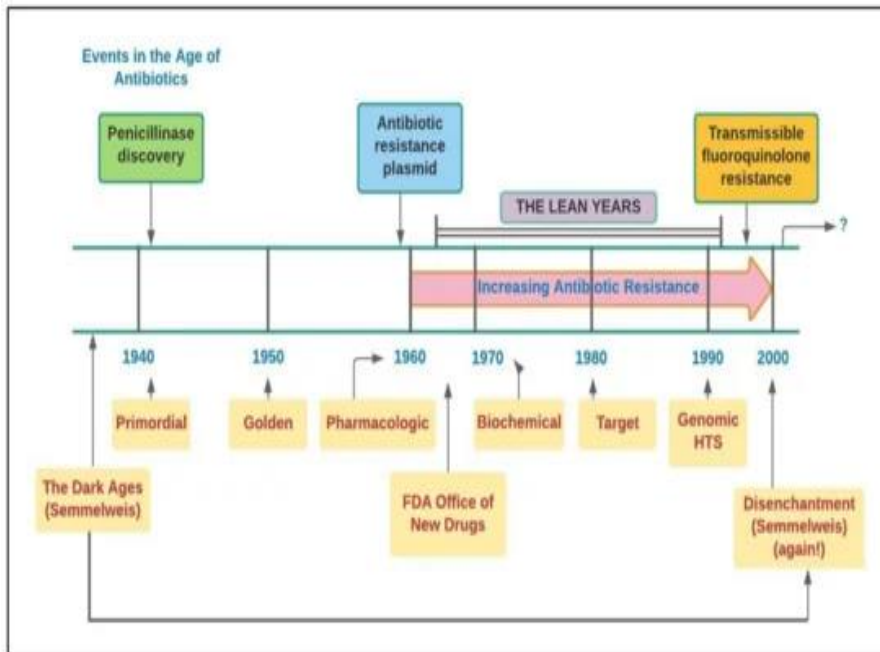 Events in the Age of
Antibiotics
Penicillinase
discovery
Antibiotic
resistance
plasmid
Transmissible
fluoroquinolone
resistance
THE LEAN YEARS
?
Increasing Antibiotic Resistance
1940
1950
1960
1970
1980
1990
2000
Primordial
Golden
Pharmacologic
Biochemical
Target
Genomic
HTS
The Dark Ages
(Semmelweis)
FDA Office of
New Drugs
Disenchantment
(Semmelweis)
(again!)